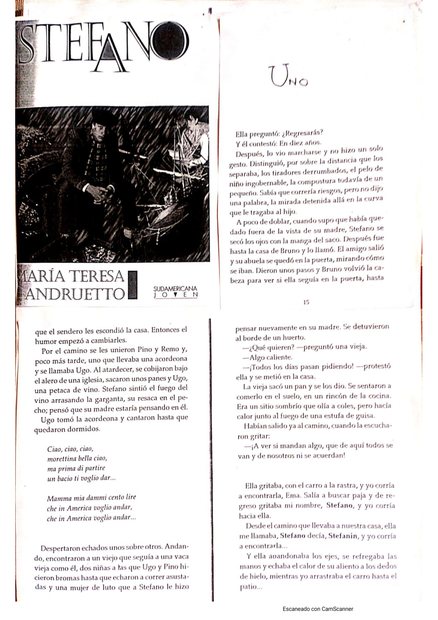 STEFANO
MARÍA TERESA
ANDRUETTO
SUDAMERICANA
JOVEN
UNO
Ella preguntó: ¿Regresarás?
Y él contestó: En diez años.
Después, lo vio marcharse y no hizo un solo
gesto. Distinguió, por sobre la distancia que los
separaba, los tiradores derrumbados, el pelo de
niño ingobernable, la compostura todavía de un
pequeño. Sabía que correría riesgos, pero no dijo
una palabra, la mirada detenida allá en la curva
que le tragaba al hijo.
A poco de doblar, cuando supo que había que-
dado fuera de la vista de su madre, Stefano se
secó los ojos con la manga del saco. Después fue
hasta la casa de Bruno y lo llamó. El amigo salió
y su abuela se quedó en la puerta, mirando cómo
se iban. Dieron unos pasos y Bruno volvió la ca-
beza para ver si ella seguía en la puerta, hasta
15
que el sendero les escondió la casa. Entonces el
humor empezó a cambiarles.
Por el camino se les unieron Pino y Remo y,
poco más tarde, uno que llevaba una acordeona
y se llamaba Ugo. Al atardecer, se cobijaron bajo
el alero de una iglesia, sacaron unos panes y Ugo,
una petaca de vino. Stefano sintió el fuego del
vino arrasando la garganta, su resaca en el pe-
cho; pensó que su madre estaría pensando en él.
Ugo tomó la acordeona y cantaron hasta que
quedaron dormidos.
Ciao, ciao, ciao,
morettina bella ciao,
ma prima di partire
un bacio ti voglio dar...
Mamma mia dammi cento lire
che in America voglio andar,
che in America voglio andar...
Despertaron echados unos sobre otros. Andan-
do, encontraron a un viejo que seguía a una vaca
vieja como él, dos niñas a las que Ugo y Pino hi-
cieron bromas hasta que echaron a correr asusta-
das y una mujer de luto que a Stefano le hizo
pensar nuevamente en su madre. Se detuvieron
al borde de un huerto.
—¿Qué quieren? —preguntó una vieja.
—Algo caliente.
—¡Todos los días pasan pidiendo! —protestó
ella y se metió en la casa.
La vieja sacó un pan y se los dio. Se sentaron a
comerlo en el suelo, en un rincón de la cocina.
Era un sitio sombrío que olía a coles, pero hacía
calor junto al fuego de una estufa de guisa.
Habían salido ya al camino, cuando la escucha-
ron gritar:
—¡A ver si mandan algo, que de aquí todos se
van y de nosotros ni se acuerdan!
Ella gritaba, con el carro a la rastra, y yo corría
a encontrarla, Ema. Salía a buscar paja y de re-
greso gritaba mi nombre, Stefano, y yo corría
hacia ella.
Desde el camino que llevaba a nuestra casa, ella
me llamaba, Stefano decía, Stefanin, y yo corría
a encontrarla...
Y ella abandonaba los ejes, se refregaba las
manos y echaba el calor de su aliento a los dedos
de hielo, mientras yo arrastraba el carro hasta el
patio...
Escaneado con CamScanner